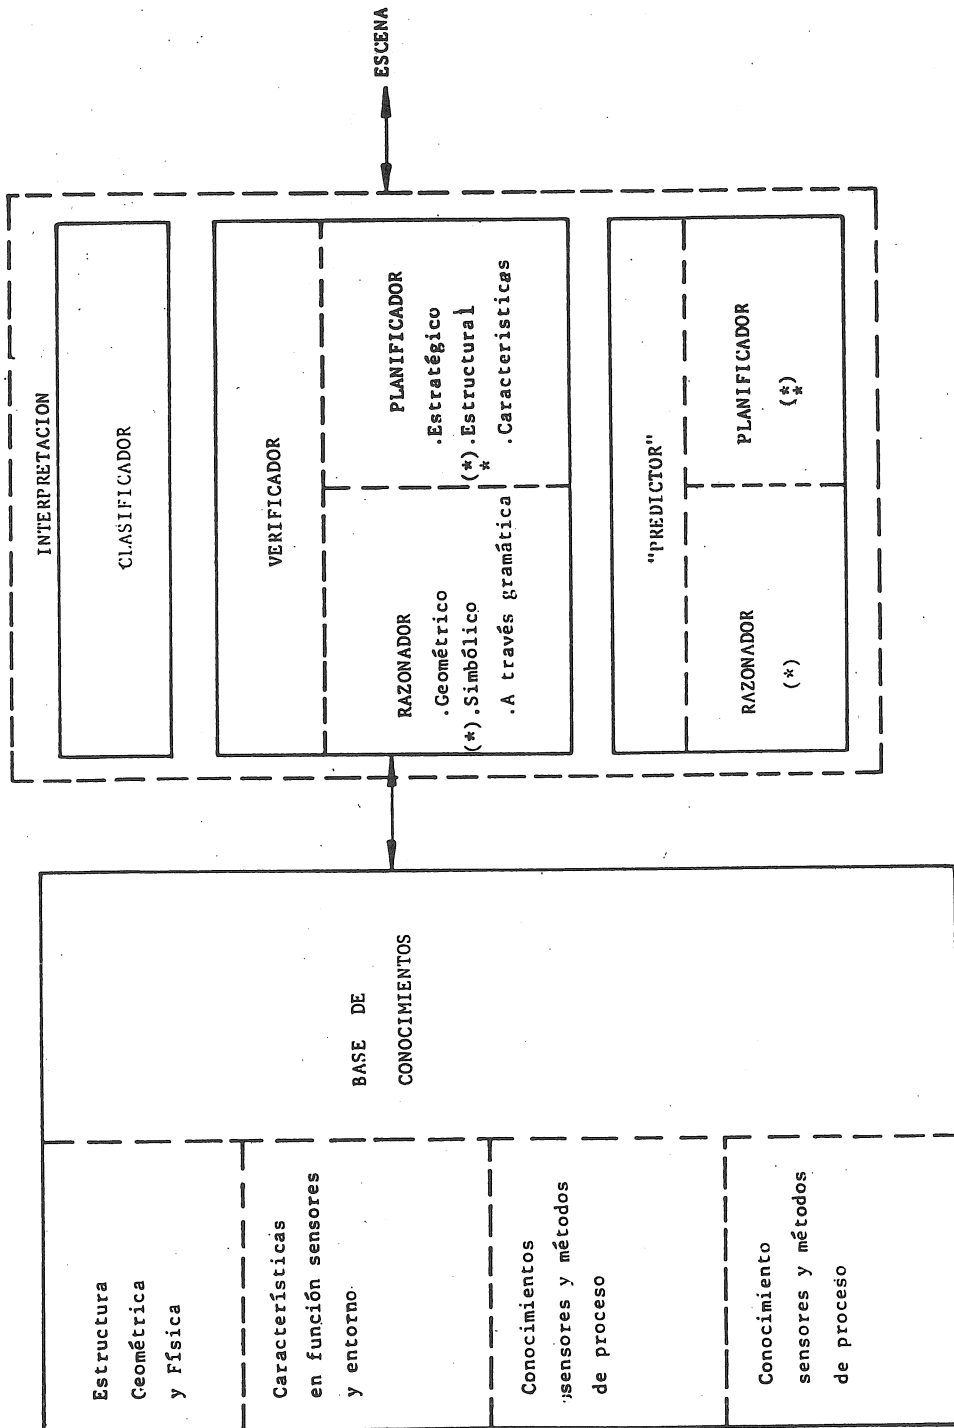 Estructura
Geométrica
y Física
Características
en función sensores
y entorno
Conocimientos
sensores y métodos
de proceso
Conocimiento
sensores y métodos
de proceso
BASE DE
CONOCIMIENTOS
INTERPRETACION
CLASIFICADOR
VERIFICADOR
RAZONADOR
.Geométrico
(*).Simbólico
.A través gramática
PLANIFICADOR
.Estratégico
(*).Estructural
*
.Caracteristicas
"PREDICTOR"
RAZONADOR
(*)
PLANIFICADOR
(*)
*
ESCENA